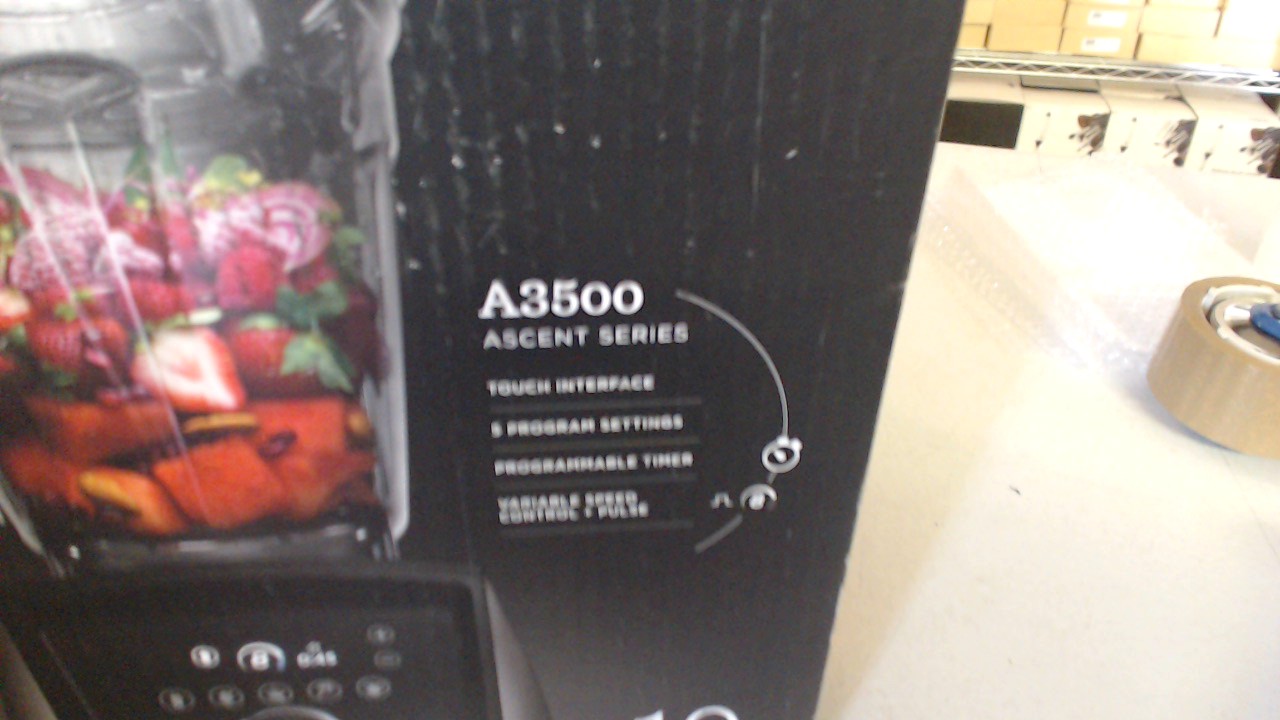 A3500
ASCENT SERIES
TOUCH INTERFACE
5 PROGRAM SETTINGS
PROGRAMMABLE TIMER
VARIABLE SPEED
CONTROL + PULSE
0:45